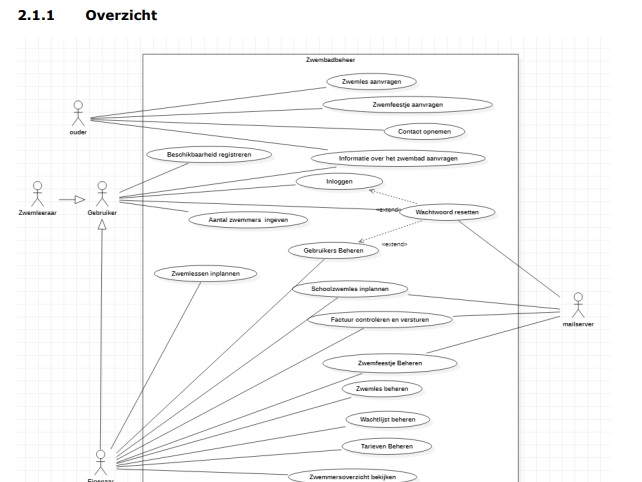 2.1.1 Overzicht
Zwembadbeheer
Zwemles aanvragen
Zwemfeestje aanvragen
ouder
Contact opnemen
Beschikbaarheid registreren
Informatie over het zwembad aanvragen
Inloggen
Zwemleeraar
Gebruiker
«extend»
Wachtwoord resetten
Aantal zwemmers ingeven
«extend»
Gebruikers Beheren
Zwemlessen inplannen
Schoolzwemles inplannen
Factuur controleren en versturen
mailserver
Zwemfeestje Beheren
Zwemles beheren
Wachtlijst beheren
Tarieven Beheren
Zwemmersoverzicht bekijken
Eigenaar